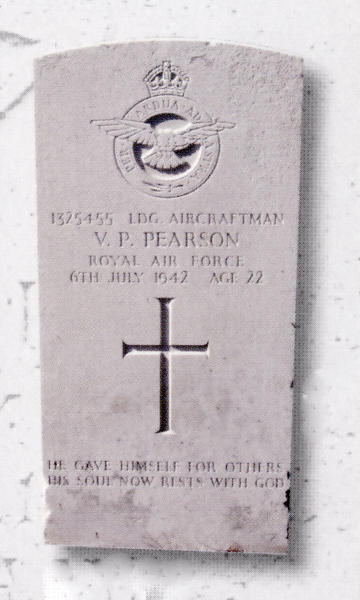 PER ARDUA AD ASTRA
1325455 LDG. AIRCRAFTMAN
V. P. PEARSON
ROYAL AIR FORCE
6TH JULY 1942 AGE 22
HE GAVE HIMSELF FOR OTHERS
HIS SOUL NOW RESTS WITH GOD